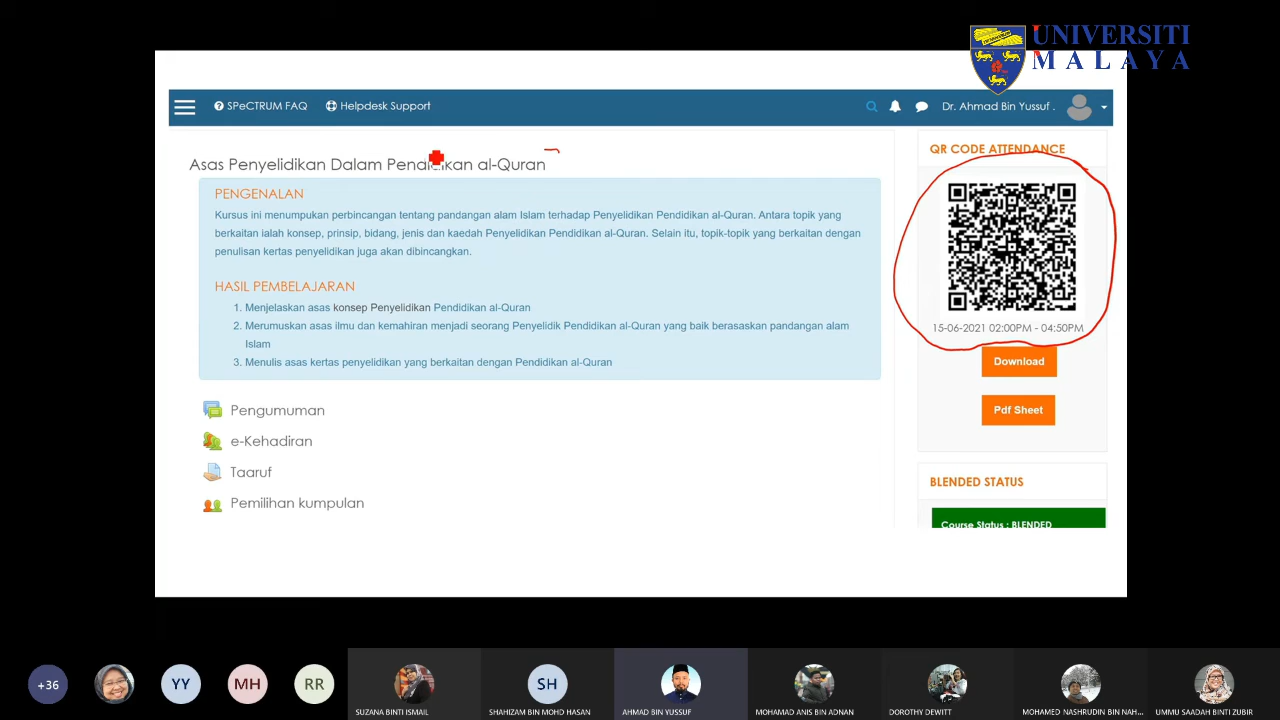 UNIVERSITI
MALAYA
SPeCTRUM FAQ
Helpdesk Support
Dr. Ahmad Bin Yussuf .
Asas Penyelidikan Dalam Pendidikan al-Quran
PENGENALAN
Kursus ini menumpukan perbincangan tentang pandangan alam Islam terhadap Penyelidikan Pendidikan al-Quran. Antara topik yang
berkaitan ialah konsep, prinsip, bidang, jenis dan kaedah Penyelidikan Pendidikan al-Quran. Selain itu, topik-topik yang berkaitan dengan
penulisan kertas penyelidikan juga akan dibincangkan.
HASIL PEMBELAJARAN
1. Menjelaskan asas konsep Penyelidikan Pendidikan al-Quran
2. Merumuskan asas ilmu dan kemahiran menjadi seorang Penyelidik Pendidikan al-Quran yang baik berasaskan pandangan alam
Islam
3. Menulis asas kertas penyelidikan yang berkaitan dengan Pendidikan al-Quran
Pengumuman
e-Kehadiran
Taaruf
Pemilihan kumpulan
QR CODE ATTENDANCE
15-06-2021 02:00PM - 04:50PM
Download
Pdf Sheet
BLENDED STATUS
Course Status : BLENDED
+36
YY
MH
RR
SUZANA BINTI ISMAIL
SH
SHAHIZAM BIN MOHD HASAN
AHMAD BIN YUSSUF
MOHAMAD ANIS BIN ADNAN
DOROTHY DEWITT
MOHAMED NASHRUDIN BIN NAH...
UMMU SAADAH BINTI ZUBIR